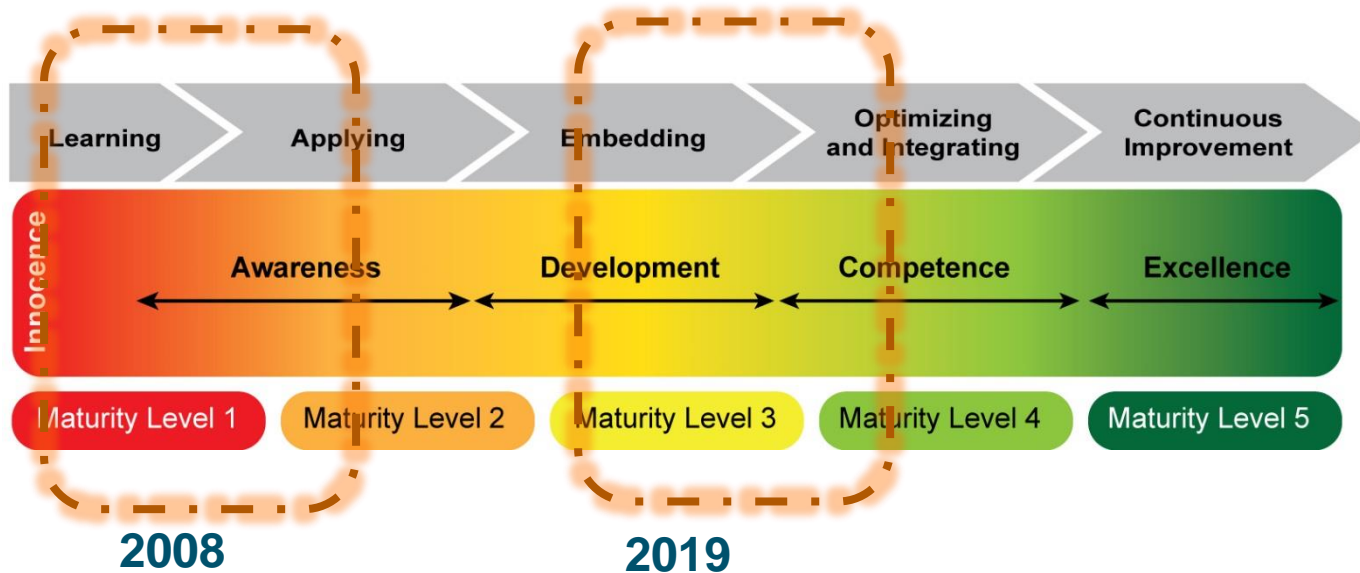 Learning
Applying
Embedding
Optimizing
and Integrating
Continuous
Improvement
Innocence
Awareness
Development
Competence
Excellence
Maturity Level 1
Maturity Level 2
Maturity Level 3
Maturity Level 4
Maturity Level 5
2008
2019